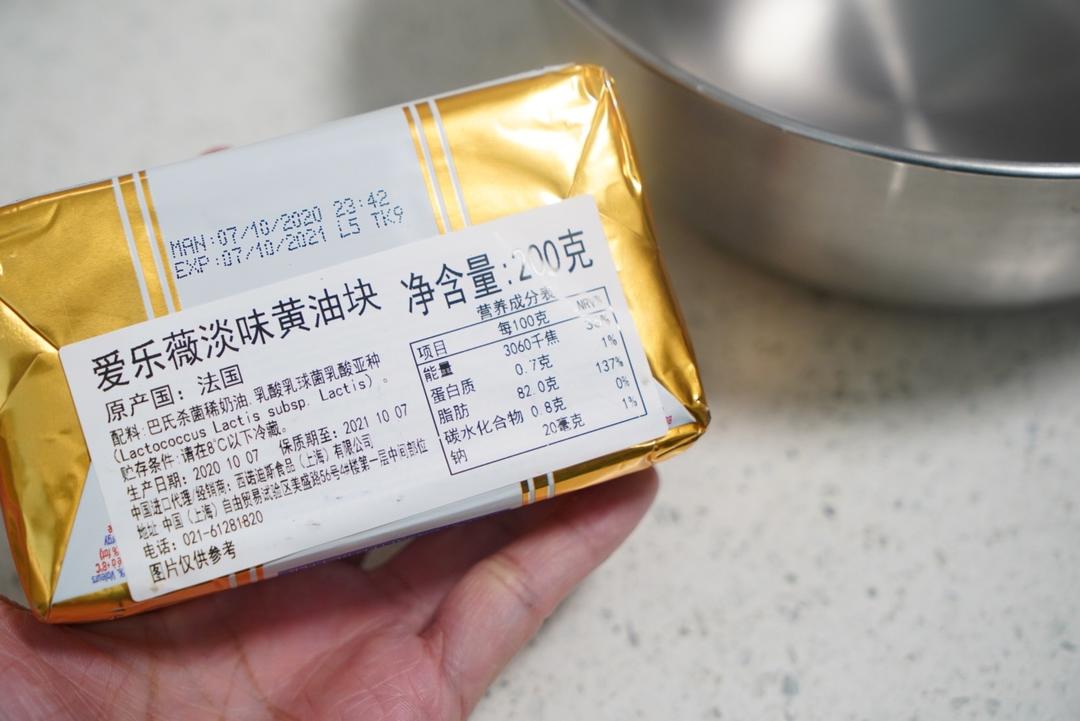 MAN:07/10/2020 23:42
EXP:07/10/2021 L5 TK9
爱乐薇淡味黄油块 净含量:200克
原产国：法国
配料:巴氏杀菌稀奶油,乳酸乳球菌乳酸亚种
(Lactococcus Lactis subsp. Lactis)。
贮存条件:请在8℃以下冷藏。
生产日期：2020 10 07 保质期至：2021 10 07
中国进口代理/经销商：西诺迪斯食品（上海）有限公司
地址:中国（上海）自由贸易试验区美盛路56号4#楼第一层中间部位
电话：021-61281820
图片仅供参考
营养成分表
项目 每100克 NRV%
能量 3060千焦
蛋白质 0.7克 1%
脂肪 82.0克 137%
碳水化合物 0.8克 0%
钠 20毫克 1%